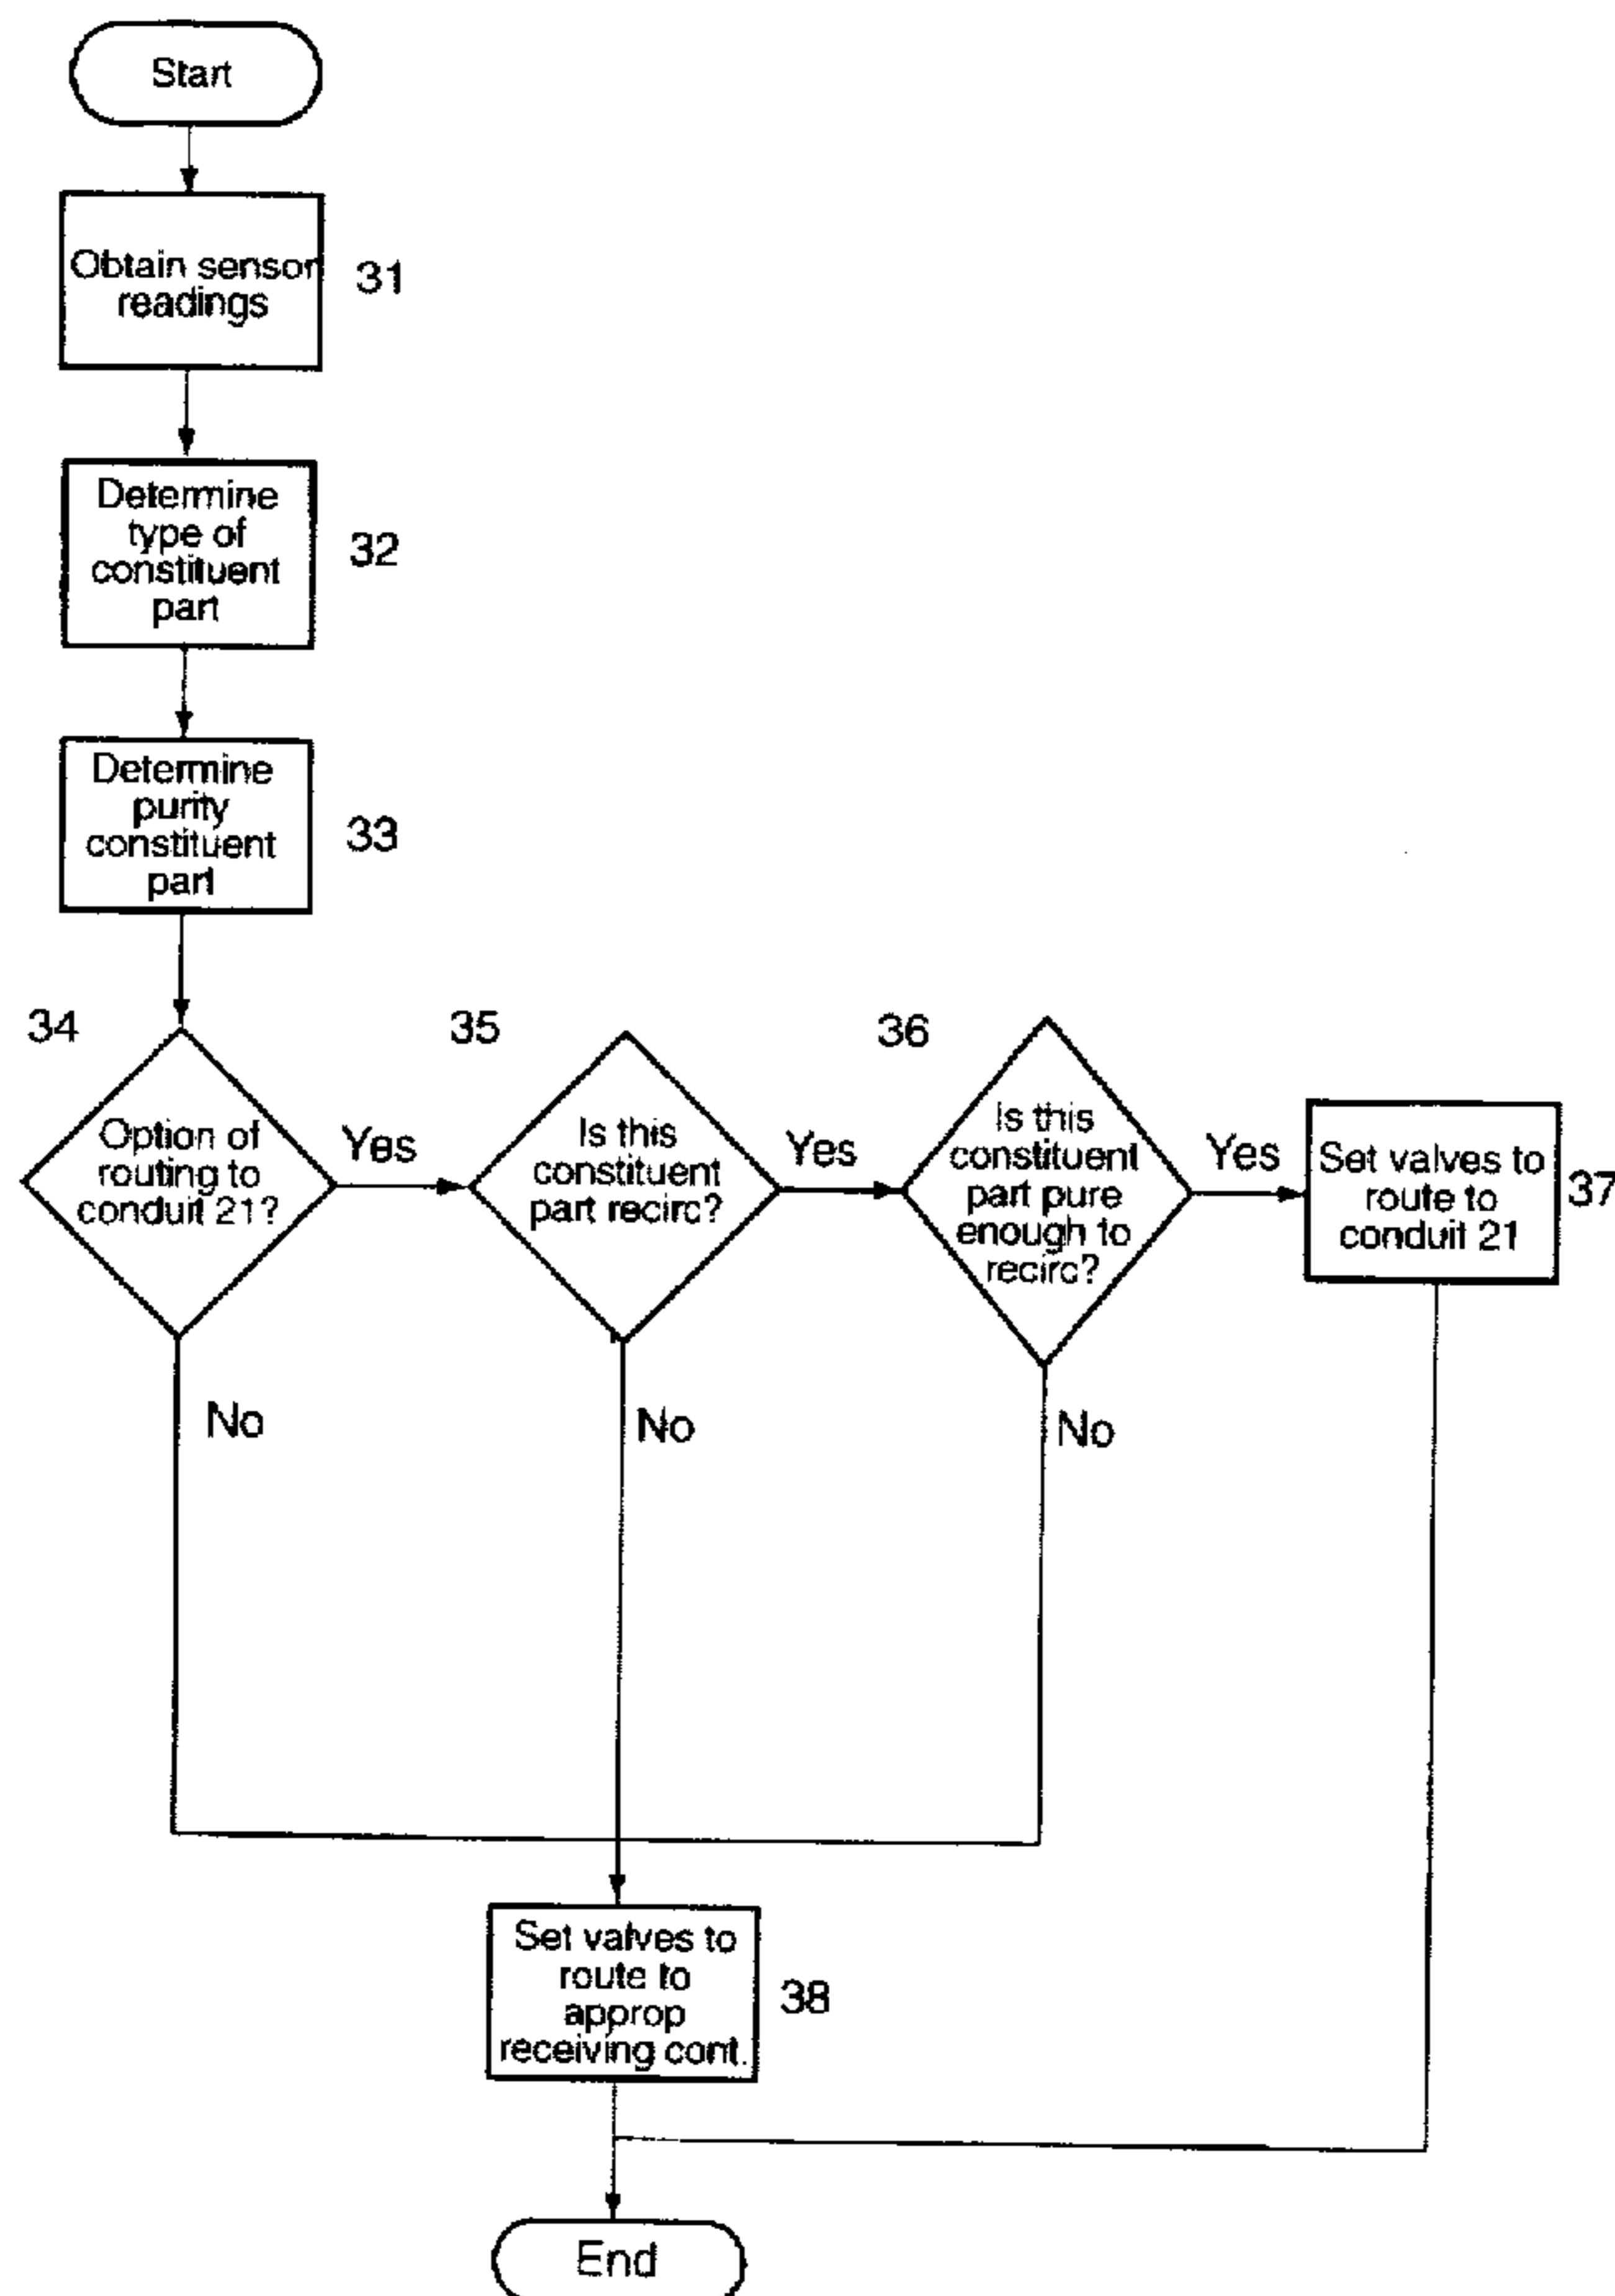 Start
Obtain sensor
readings
31
Determine
type of
constituent
part
32
Determine
purity
constituent
part
33
34
Option of
routing to
conduit 21?
Yes
No
35
Is this
constituent
part recirc?
Yes
No
36
Is this
constituent
part pure
enough to
recirc?
Yes
No
Set valves to
route to
conduit 21
37
Set valves to
route to
approp
receiving cont.
38
End